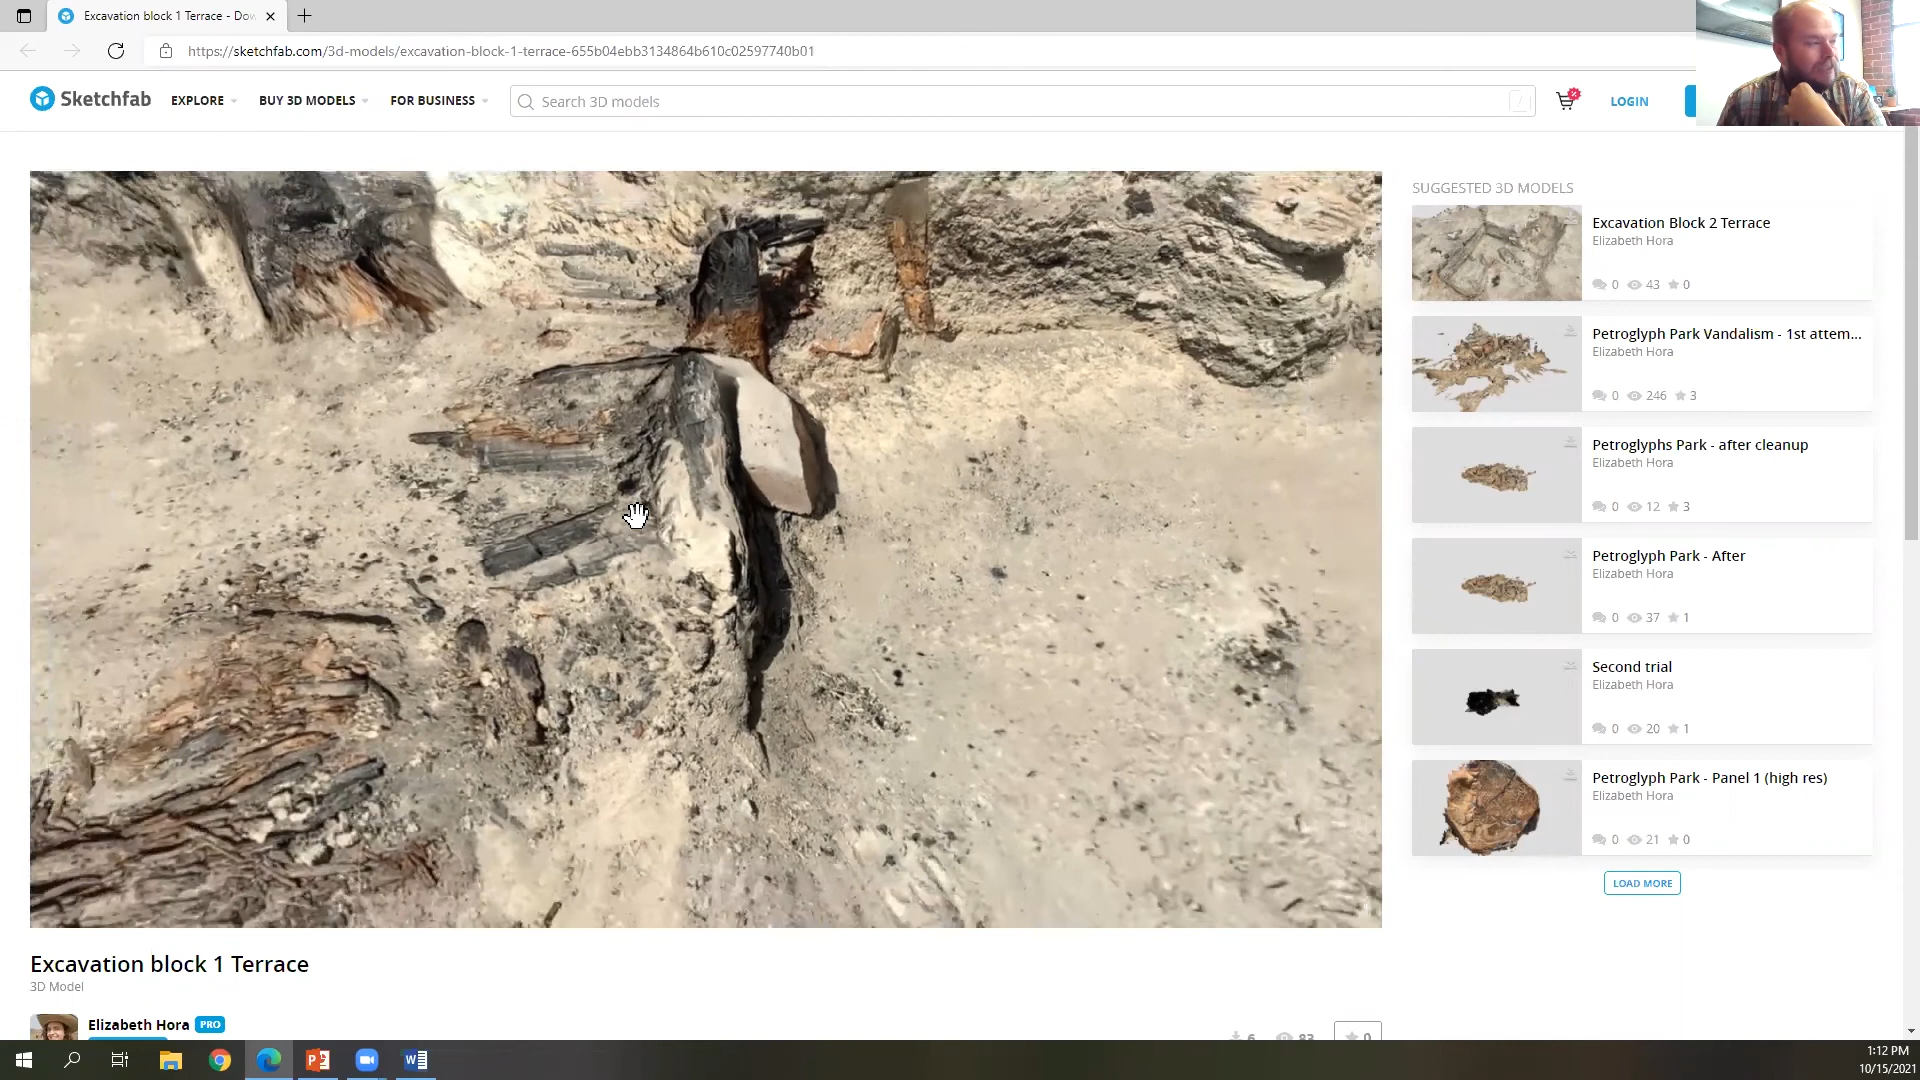 Excavation block 1 Terrace - Dow
https://sketchfab.com/3d-models/excavation-block-1-terrace-655b04ebb3134864b610c02597740b01
Sketchfab EXPLORE BUY 3D MODELS FOR BUSINESS Search 3D models / LOGIN
SUGGESTED 3D MODELS
Excavation Block 2 Terrace
Elizabeth Hora
0 43 0
Petroglyph Park Vandalism - 1st attem...
Elizabeth Hora
0 246 3
Petroglyphs Park - after cleanup
Elizabeth Hora
0 12 3
Petroglyph Park - After
Elizabeth Hora
0 37 1
Second trial
Elizabeth Hora
0 20 1
Petroglyph Park - Panel 1 (high res)
Elizabeth Hora
0 21 0
LOAD MORE
Excavation block 1 Terrace
3D Model
Elizabeth Hora PRO
6 83 0
1:12 PM
10/15/2021